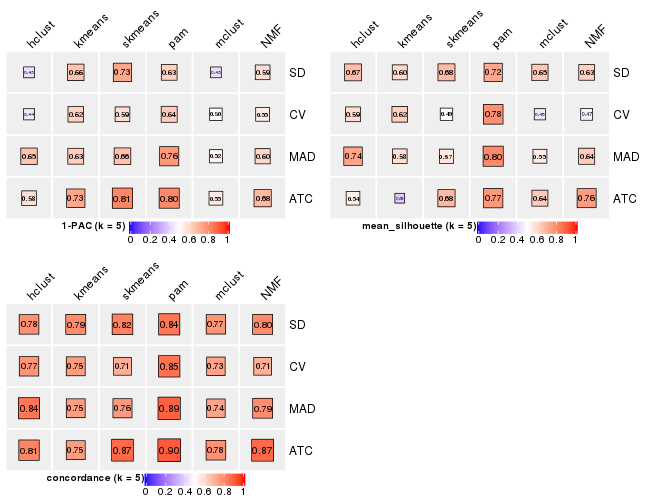 hclust kmeans skmeans pam mclust NMF
0.66 0.73 0.63 0.59 SD
0.62 0.59 0.64 0.50 0.55 CV
0.65 0.63 0.66 0.76 0.52 0.60 MAD
0.58 0.73 0.81 0.80 0.55 0.68 ATC
1-PAC (k = 5)
0 0.2 0.4 0.6 0.8 1
hclust kmeans skmeans pam mclust NMF
0.67 0.60 0.68 0.72 0.65 0.63 SD
0.59 0.62 0.49 0.78 0.47 CV
0.74 0.58 0.57 0.80 0.55 0.64 MAD
0.54 0.68 0.77 0.64 0.76 ATC
mean_silhouette (k = 5)
0 0.2 0.4 0.6 0.8 1
hclust kmeans skmeans pam mclust NMF
0.78 0.79 0.82 0.84 0.77 0.80 SD
0.77 0.75 0.71 0.85 0.73 0.71 CV
0.84 0.75 0.76 0.89 0.74 0.79 MAD
0.81 0.75 0.87 0.90 0.78 0.87 ATC
concordance (k = 5)
0 0.2 0.4 0.6 0.8 1